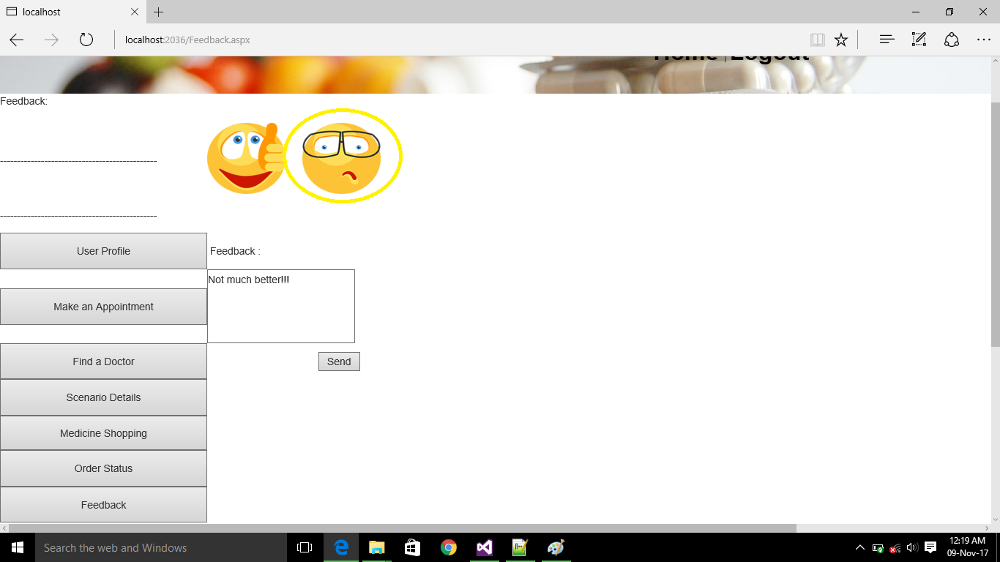 localhost
localhost:2036/Feedback.aspx
Home | Logout
Feedback:
----------------------------------------------
----------------------------------------------
User Profile
Feedback :
Not much better!!!
Make an Appointment
Find a Doctor
Send
Scenario Details
Medicine Shopping
Order Status
Feedback
Search the web and Windows
12:19 AM
09-Nov-17